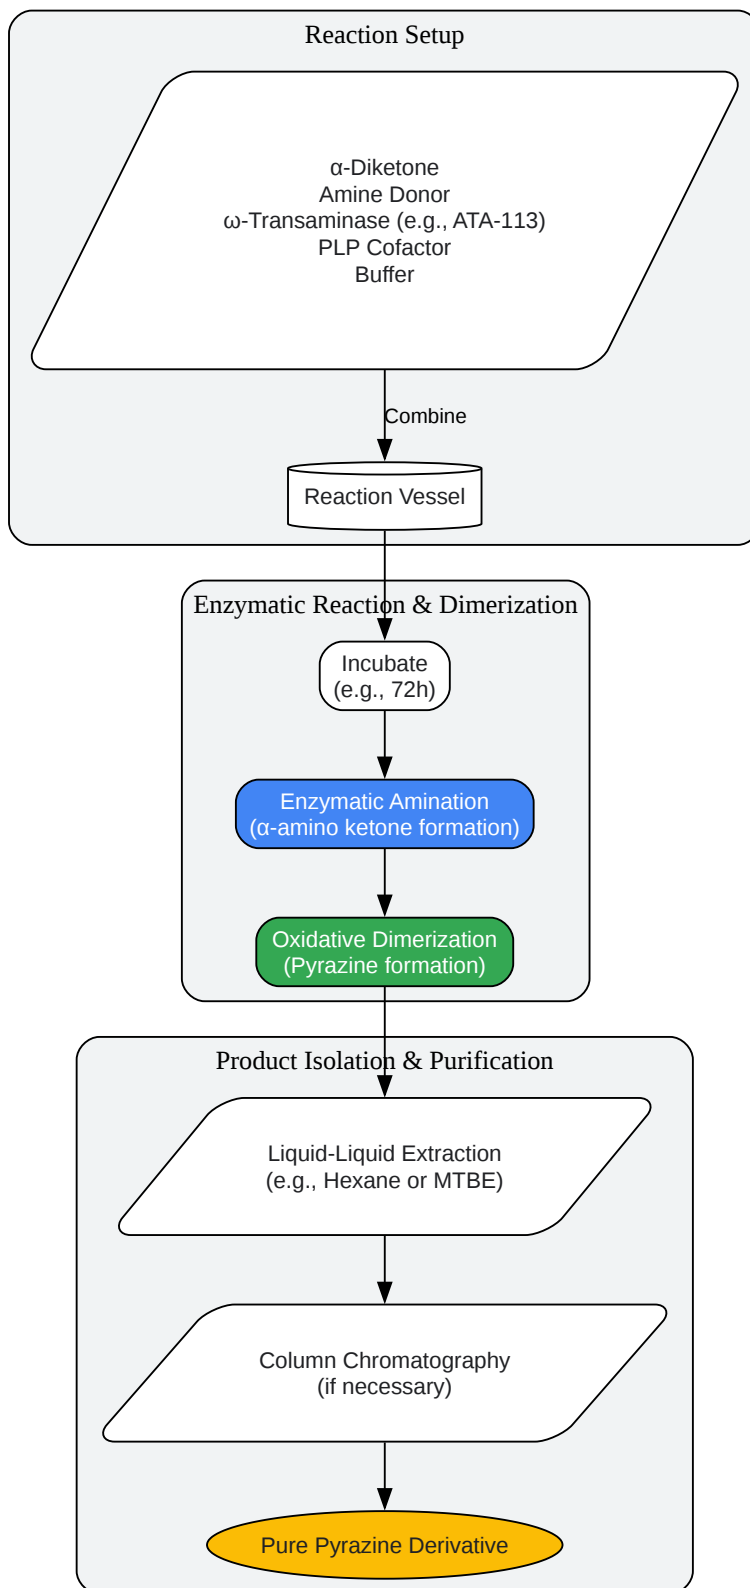 Reaction Setup
α-Diketone
Amine Donor
ω-Transaminase (e.g., ATA-113)
PLP Cofactor
Buffer
Combine
Reaction Vessel
Enzymatic Reaction & Dimerization
Incubate
(e.g., 72h)
Enzymatic Amination
(α-amino ketone formation)
Oxidative Dimerization
(Pyrazine formation)
Product Isolation & Purification
Liquid-Liquid Extraction
(e.g., Hexane or MTBE)
Column Chromatography
(if necessary)
Pure Pyrazine Derivative